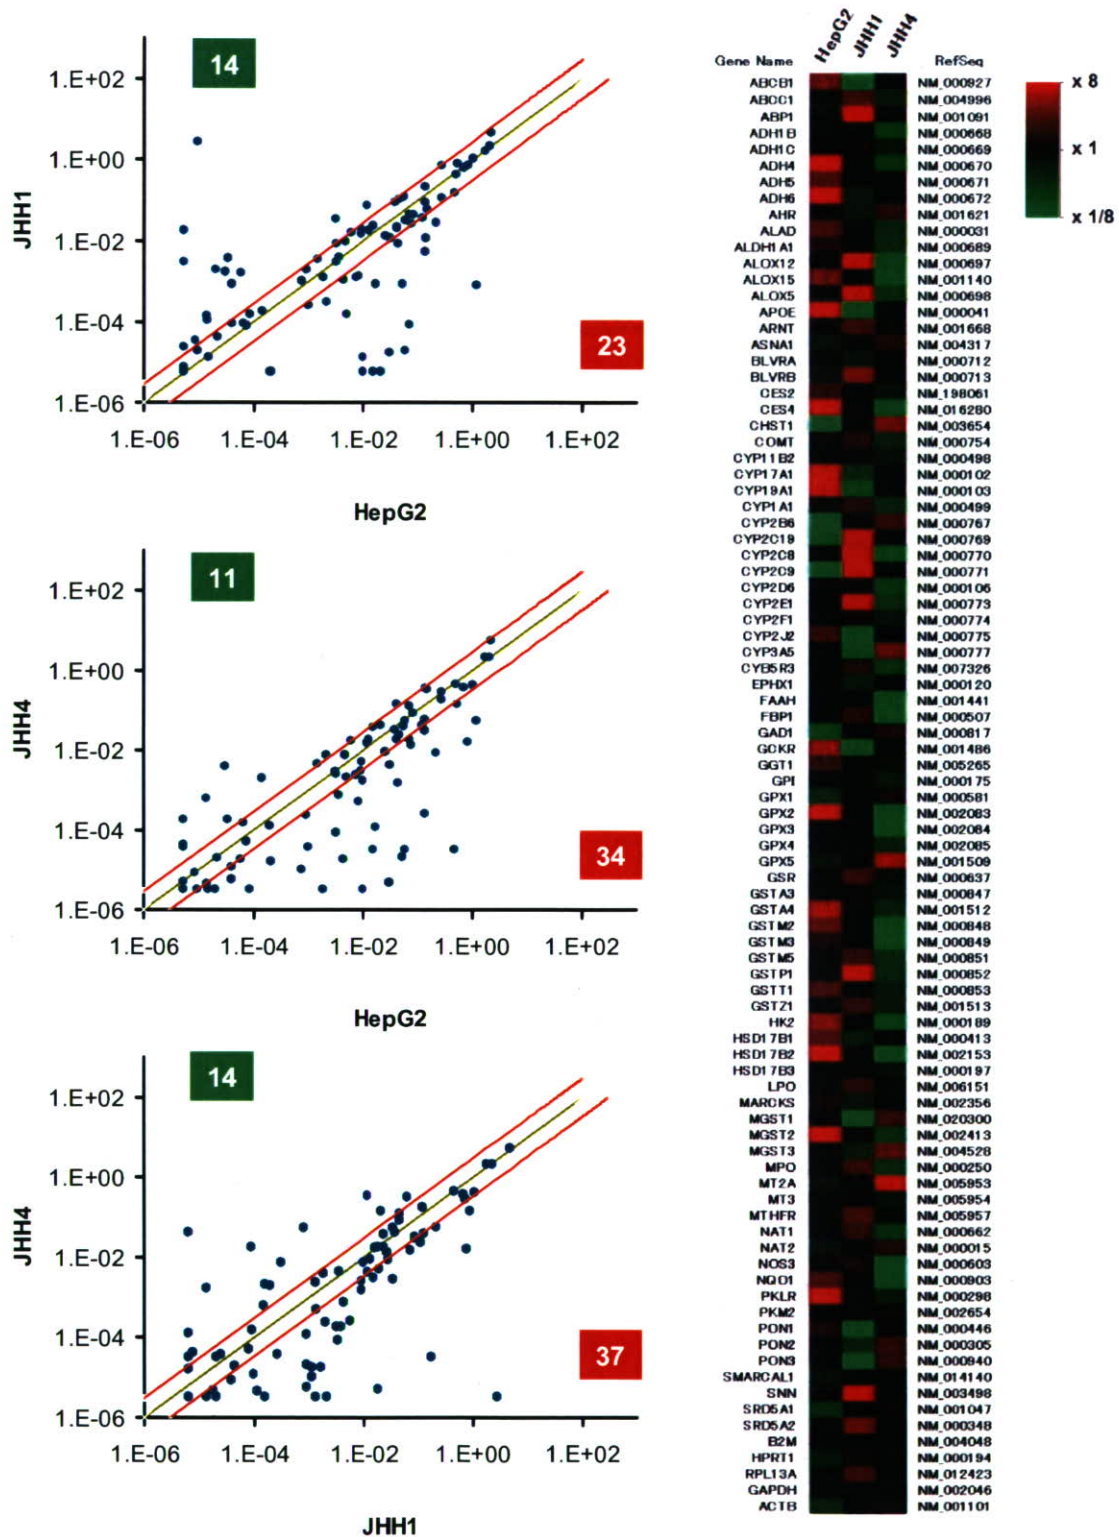 14
1.E+02
1.E+00
1.E-02
1.E-04
1.E-06
JHH1
23
1.E-06 1.E-04 1.E-02 1.E+00 1.E+02
HepG2
11
1.E+02
1.E+00
1.E-02
1.E-04
1.E-06
JHH4
34
1.E-06 1.E-04 1.E-02 1.E+00 1.E+02
HepG2
14
1.E+02
1.E+00
1.E-02
1.E-04
1.E-06
JHH4
37
1.E-06 1.E-04 1.E-02 1.E+00 1.E+02
JHH1
HepG2 JHH1 JHH4
Gene Name RefSeq
ABCB1 NM_000927
ABCC1 NM_004996
ABP1 NM_001091
ADH1B NM_000668
ADH1C NM_000669
ADH4 NM_000670
ADH5 NM_000671
ADH6 NM_000672
AHR NM_001621
ALAD NM_000031
ALDH1A1 NM_000689
ALOX12 NM_000697
ALOX15 NM_001140
ALOX5 NM_000698
APOE NM_000041
ARNT NM_001668
ASNA1 NM_004317
BLVRA NM_000712
BLVRB NM_000713
CES2 NM_198061
CES4 NM_016280
CHST1 NM_003654
COMT NM_000754
CYP11B2 NM_000498
CYP17A1 NM_000102
CYP19A1 NM_000103
CYP1A1 NM_000499
CYP2B6 NM_000767
CYP2C19 NM_000769
CYP2C8 NM_000770
CYP2C9 NM_000771
CYP2D6 NM_000106
CYP2E1 NM_000773
CYP2F1 NM_000774
CYP2J2 NM_000775
CYP3A5 NM_000777
CYB5R3 NM_007326
EPHX1 NM_000120
FAAH NM_001441
FBP1 NM_000507
GAD1 NM_000817
GCKR NM_001486
GGT1 NM_005265
GPI NM_000175
GPX1 NM_000581
GPX2 NM_002083
GPX3 NM_002084
GPX4 NM_002085
GPX5 NM_001509
GSR NM_000637
GSTA3 NM_000847
GSTA4 NM_001512
GSTM2 NM_000848
GSTM3 NM_000849
GSTM5 NM_000851
GSTP1 NM_000852
GSTT1 NM_000853
GSTZ1 NM_001513
HK2 NM_000189
HSD17B1 NM_000413
HSD17B2 NM_002153
HSD17B3 NM_000197
LPO NM_006151
MARCKS NM_002356
MGST1 NM_020300
MGST2 NM_002413
MGST3 NM_004528
MPO NM_000250
MT2A NM_005953
MT3 NM_005954
MTHFR NM_005957
NAT1 NM_000662
NAT2 NM_000015
NOS3 NM_000603
NQO1 NM_000903
PKLR NM_000298
PKM2 NM_002654
PON1 NM_000446
PON2 NM_000305
PON3 NM_000940
SMARCAL1 NM_014140
SNN NM_003498
SRD5A1 NM_001047
SRD5A2 NM_000348
B2M NM_004048
HPRT1 NM_000194
RPL13A NM_012423
GAPDH NM_002046
ACTB NM_001101
x 8
x 1
x 1/8